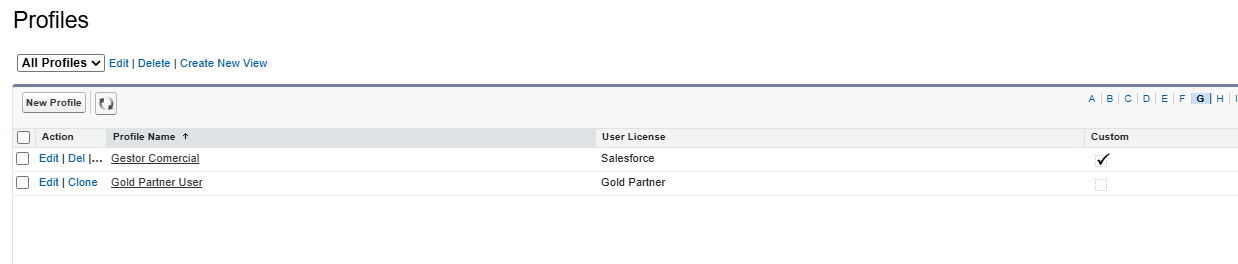 Profiles
All Profiles Edit | Delete | Create New View
New Profile A | B | C | D | E | F | G | H | I
Action Profile Name ↑ User License Custom
Edit | Del |... Gestor Comercial Salesforce
Edit | Clone Gold Partner User Gold Partner